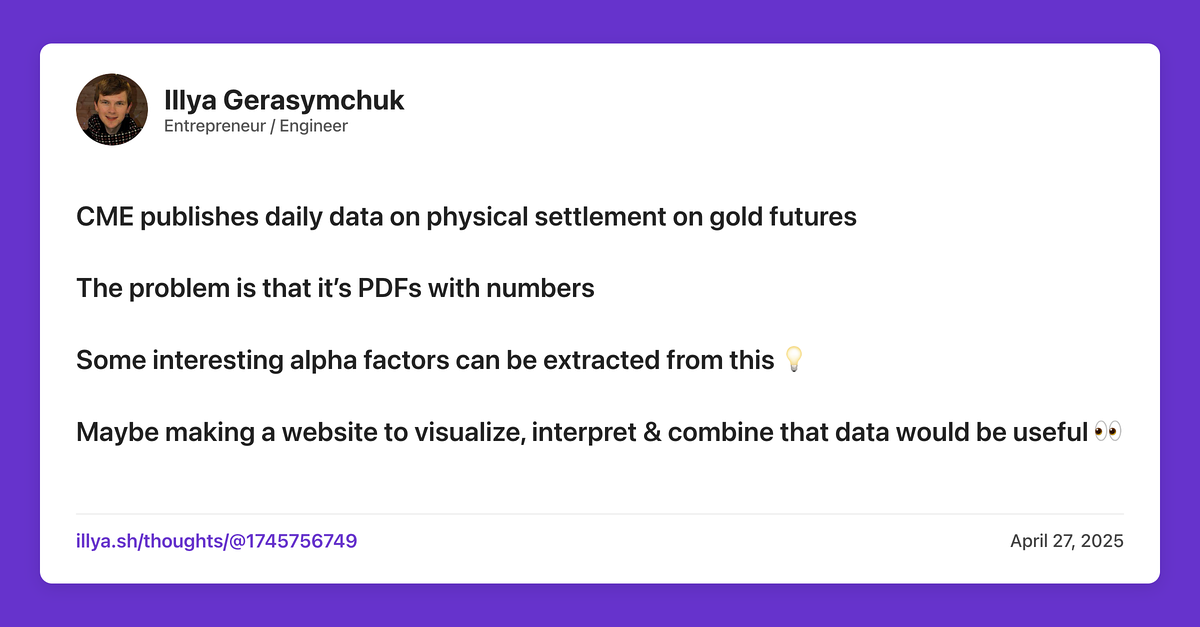 Illya Gerasymchuk
Entrepreneur / Engineer
CME publishes daily data on physical settlement on gold futures
The problem is that it’s PDFs with numbers
Some interesting alpha factors can be extracted from this 💡
Maybe making a website to visualize, interpret & combine that data would be useful 👀
illya.sh/thoughts/@1745756749
April 27, 2025